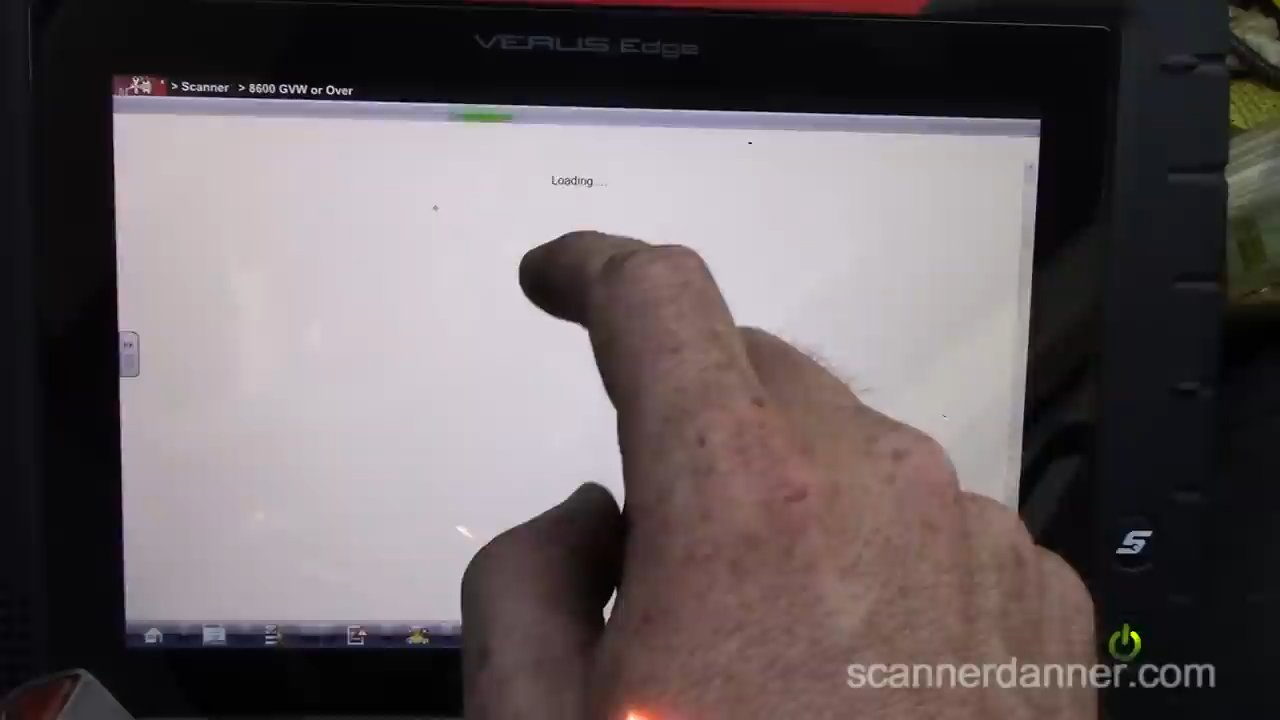 VERUS Edge
> Scanner > 8600 GVW or Over
Loading....
scannerdanner.com